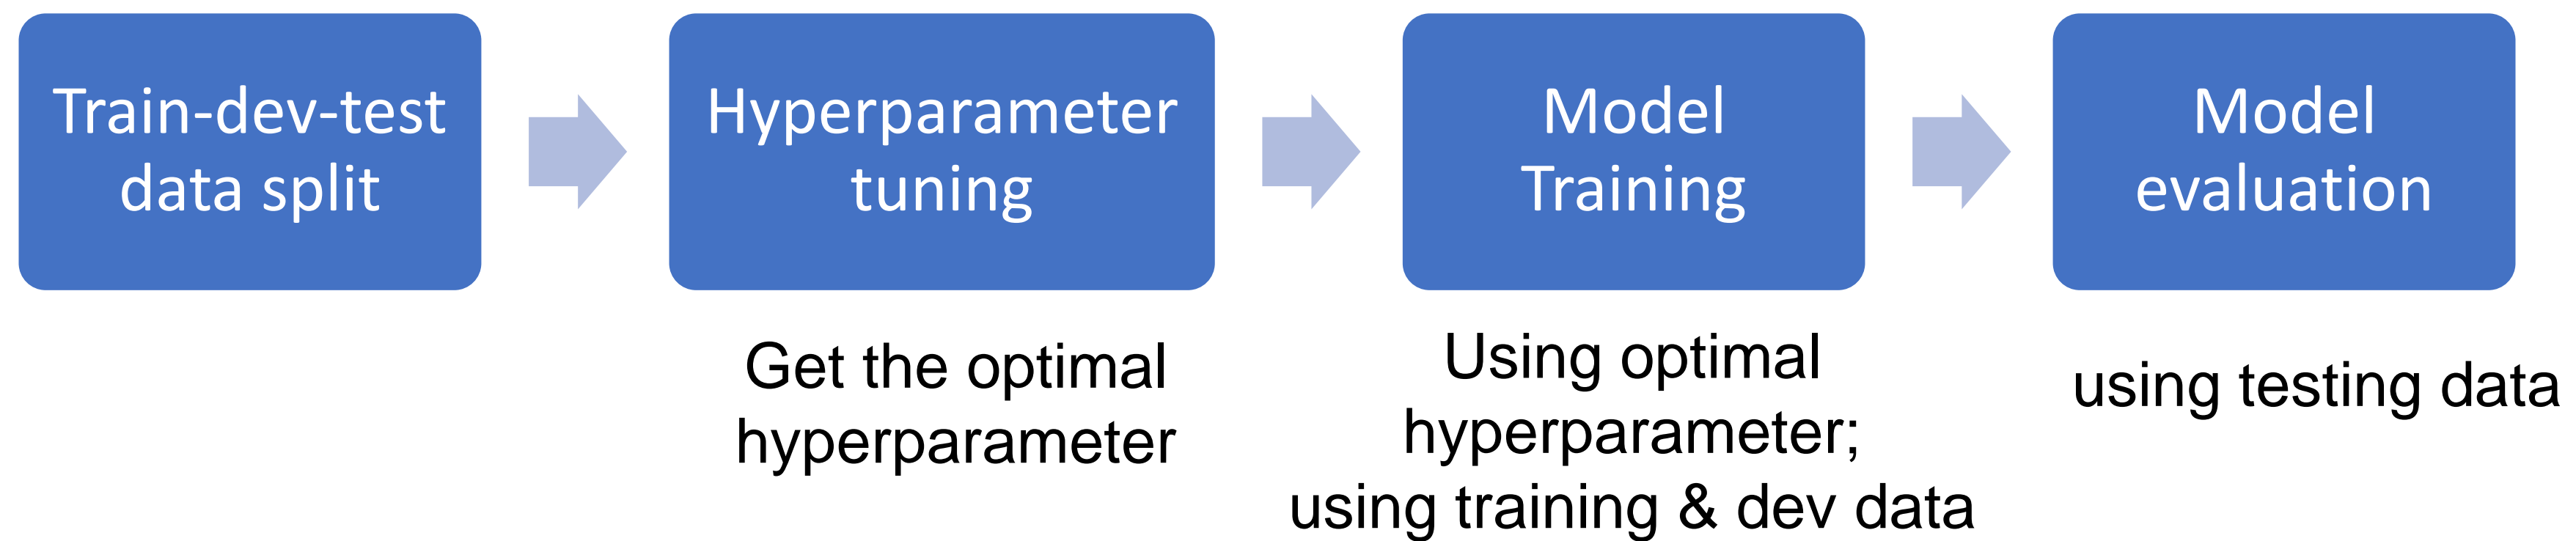 Train-dev-test
data split
Hyperparameter
tuning
Model
Training
Model
evaluation
Get the optimal
hyperparameter
Using optimal
hyperparameter;
using training & dev data
using testing data